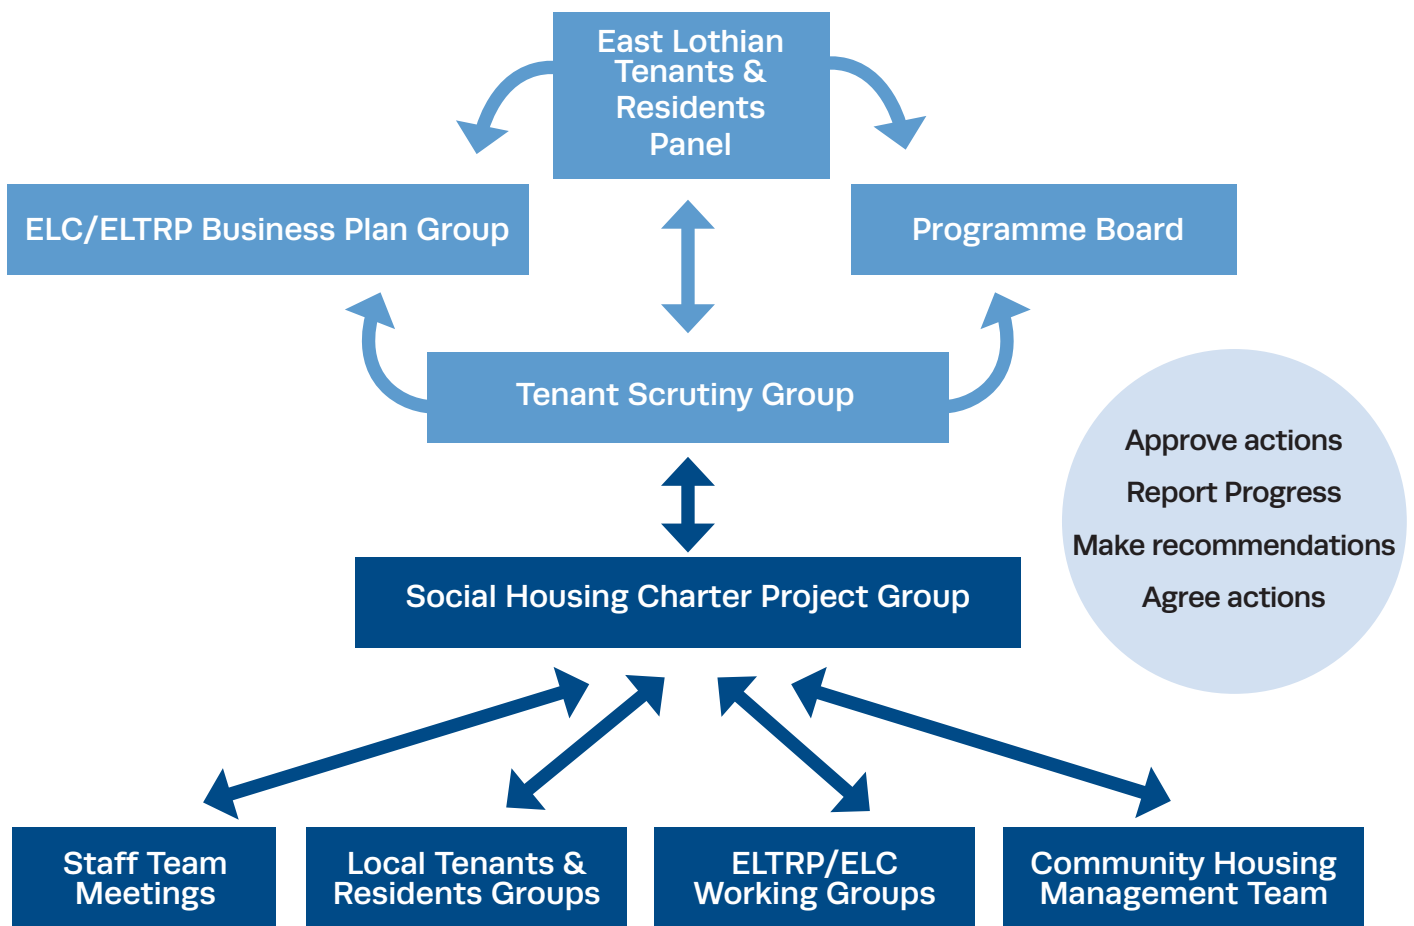 East Lothian
Tenants &
Residents
Panel
ELC/ELTRP Business Plan Group
Programme Board
Tenant Scrutiny Group
Approve actions
Report Progress
Make recommendations
Agree actions
Social Housing Charter Project Group
Staff Team
Meetings
Local Tenants &
Residents Groups
ELTRP/ELC
Working Groups
Community Housing
Management Team